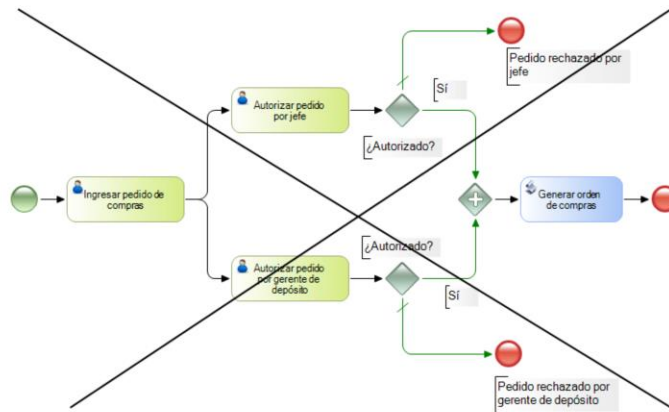 Pedido rechazado por
jefe
Autorizar pedido
por jefe
Sí
¿Autorizado?
Ingresar pedido de
compras
Generar orden
de compras
¿Autorizado?
Autorizar pedido
por gerente de
depósito
Sí
Pedido rechazado por
gerente de depósito